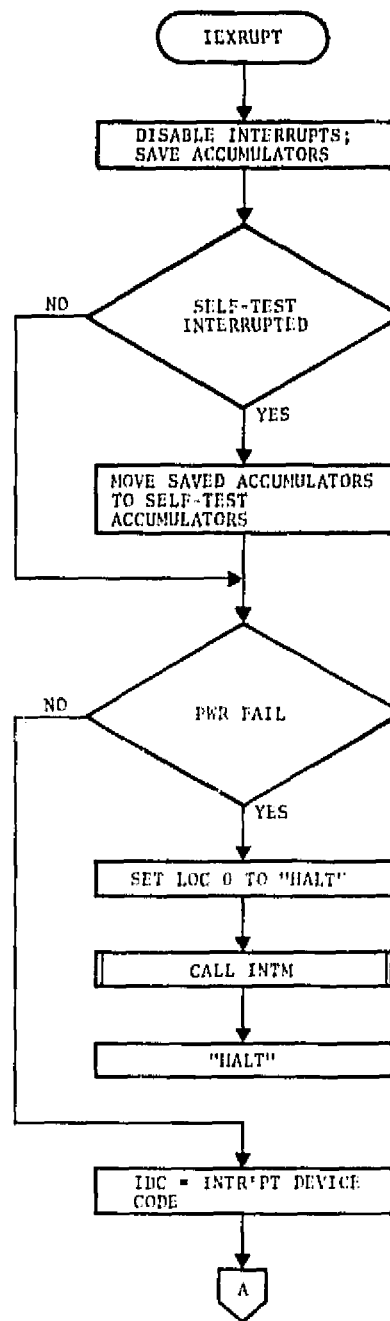 IEXRUPT
DISABLE INTERRUPTS;
SAVE ACCUMULATORS
NO
SELF-TEST
INTERRUPTED
YES
MOVE SAVED ACCUMULATORS
TO SELF-TEST
ACCUMULATORS
NO
PWR FAIL
YES
SET LOC 0 TO "HALT"
CALL INTM
"HALT"
IDC = INTR'PT DEVICE
CODE
A